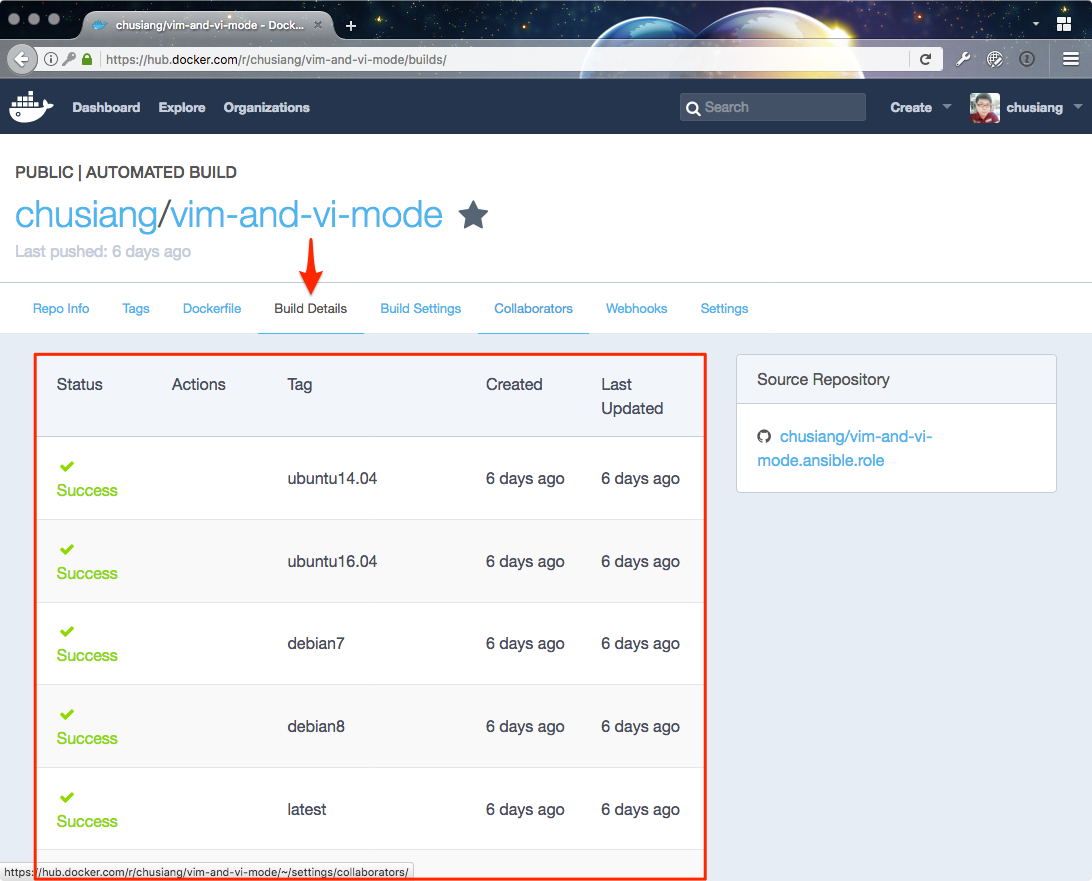 chusiang/vim-and-vi-mode - Dock...
https://hub.docker.com/r/chusiang/vim-and-vi-mode/builds/
Dashboard Explore Organizations Search Create chusiang
PUBLIC | AUTOMATED BUILD
chusiang/vim-and-vi-mode
Last pushed: 6 days ago
Repo Info Tags Dockerfile Build Details Build Settings Collaborators Webhooks Settings
Status Actions Tag Created Last
Updated
Success ubuntu14.04 6 days ago 6 days ago
Success ubuntu16.04 6 days ago 6 days ago
Success debian7 6 days ago 6 days ago
Success debian8 6 days ago 6 days ago
Success latest 6 days ago 6 days ago
Source Repository
chusiang/vim-and-vi-
mode.ansible.role
https://hub.docker.com/r/chusiang/vim-and-vi-mode/~/settings/collaborators/